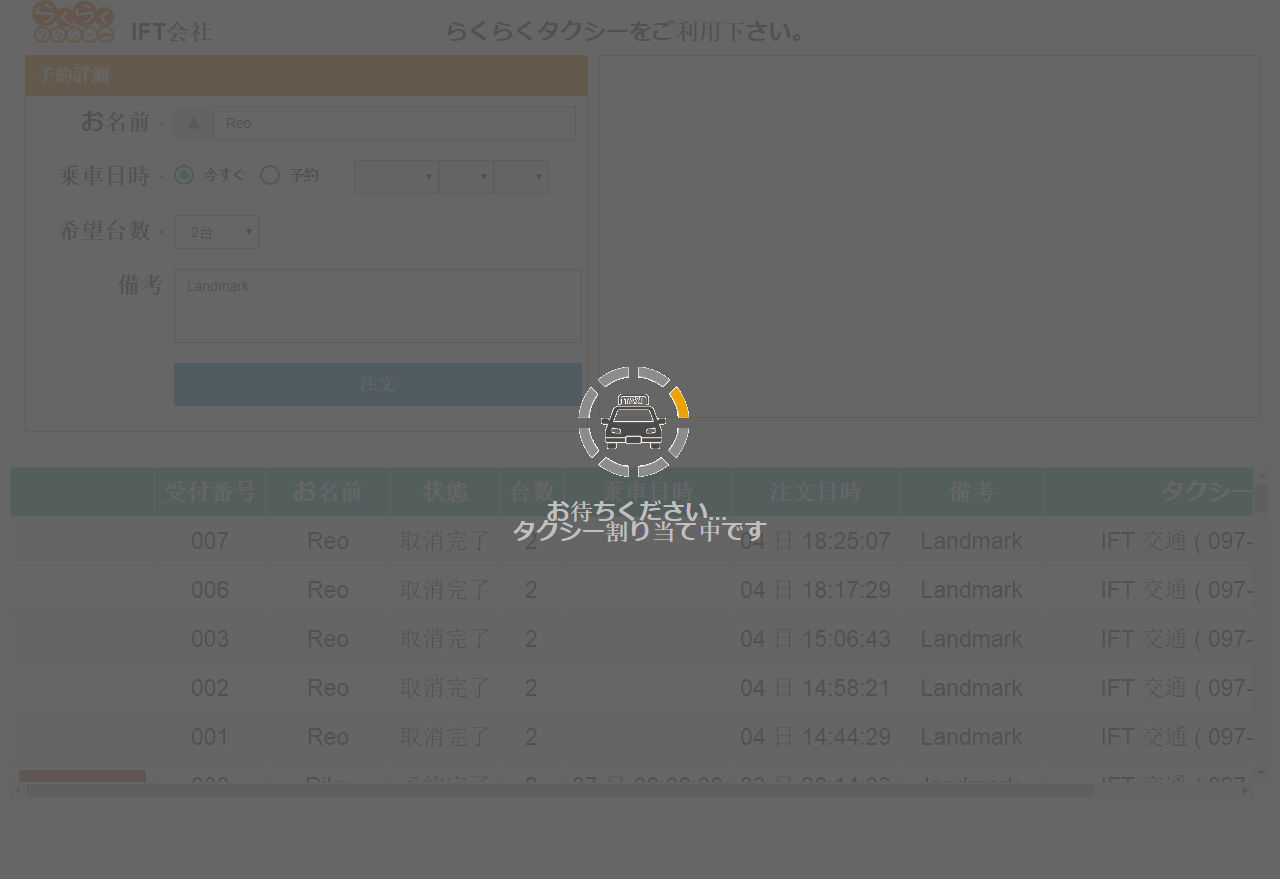 らくらく
タクシー
IFT会社
らくらくタクシーをご利用下さい。
予約詳細
お名前 * Reo
乗車日時 * 今すぐ 予約
希望台数 * 2台
備考 Landmark
注文
TAXI
受付番号 お名前 状態 台数 乗車日時 注文日時 備考 タクシー
お待ちください...
タクシー割り当て中です
007 Reo 取消完了 2 04 日 18:25:07 Landmark IFT 交通 ( 097-
006 Reo 取消完了 2 04 日 18:17:29 Landmark IFT 交通 ( 097-
003 Reo 取消完了 2 04 日 15:06:43 Landmark IFT 交通 ( 097-
002 Reo 取消完了 2 04 日 14:58:21 Landmark IFT 交通 ( 097-
001 Reo 取消完了 2 04 日 14:44:29 Landmark IFT 交通 ( 097-